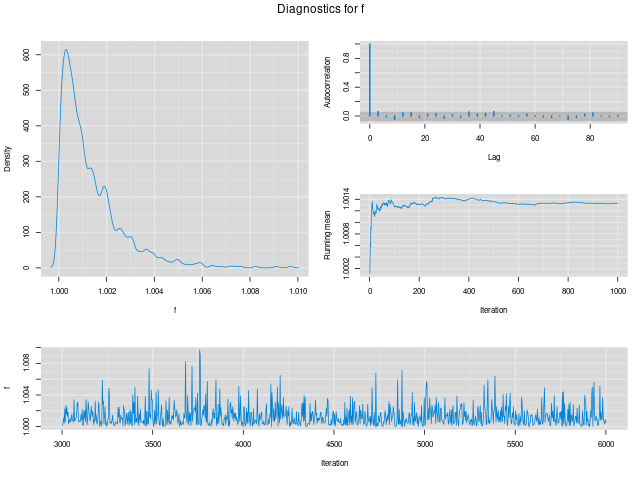 Diagnostics for f
Density
0 100 200 300 400 500 600
1.000 1.002 1.004 1.006 1.008 1.010
f
Autocorrelation
0.0 0.4 0.8
0 20 40 60 80
Lag
Running mean
1.0002 1.0008 1.0014
0 200 400 600 800 1000
Iteration
f
1.000 1.004 1.008
3000 3500 4000 4500 5000 5500 6000
Iteration